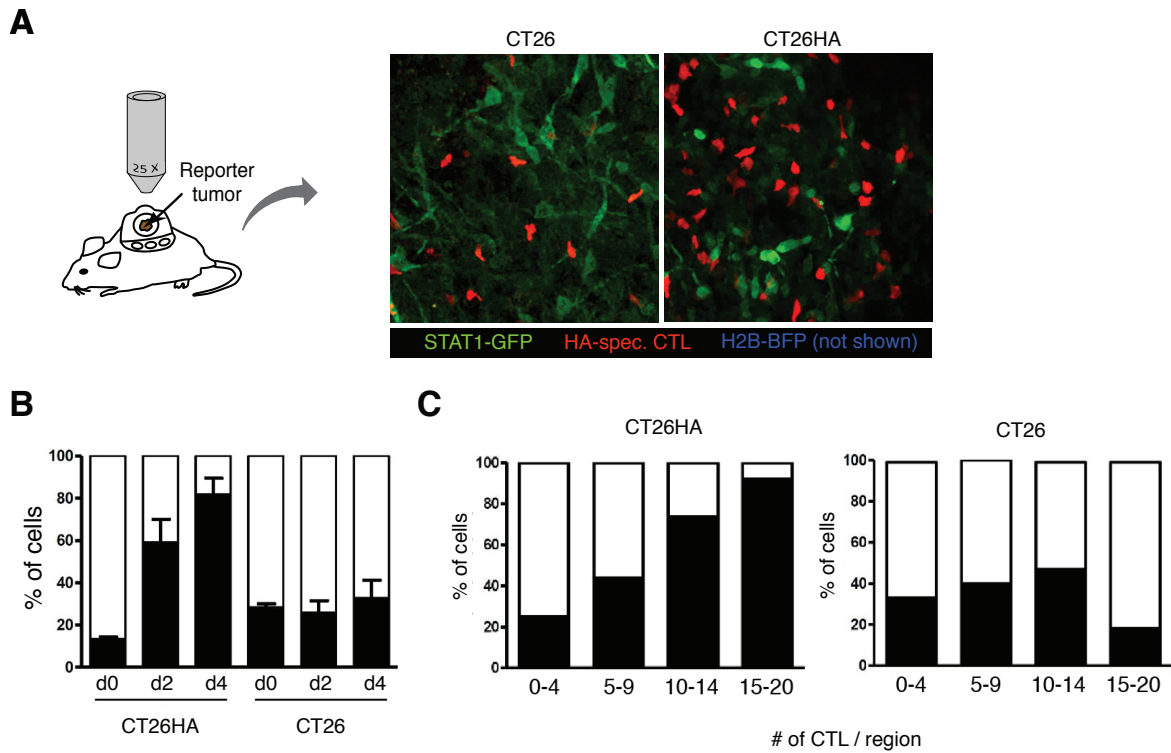 A
CT26
CT26HA
25 X
Reporter
tumor
STAT1-GFP HA-spec. CTL H2B-BFP (not shown)
B
% of cells
100
80
60
40
20
0
d0 d2 d4 d0 d2 d4
CT26HA CT26
C
CT26HA
% of cells
100
80
60
40
20
0
0-4 5-9 10-14 15-20
CT26
% of cells
100
80
60
40
20
0
0-4 5-9 10-14 15-20
# of CTL / region